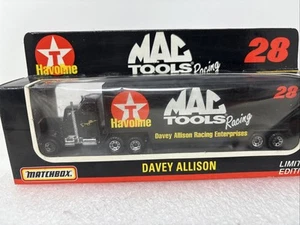 Havoline
MAC
TOOLS Racing
28
Havoline
MAC
TOOLS Racing
28
Davey Allison Racing Enterprises
MATCHBOX
DAVEY ALLISON
LIMIT
EDITI